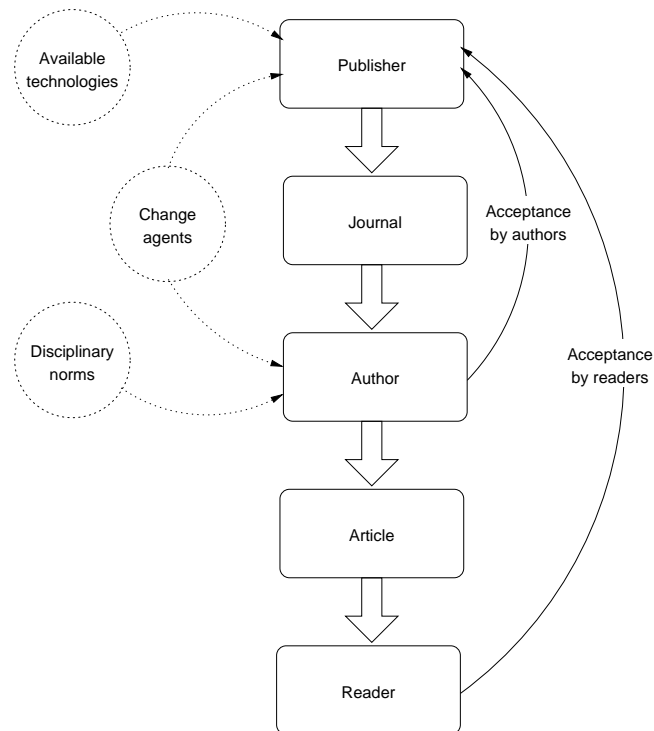 Available
technologies
Publisher
Change
agents
Journal
Acceptance
by authors
Disciplinary
norms
Author
Acceptance
by readers
Article
Reader